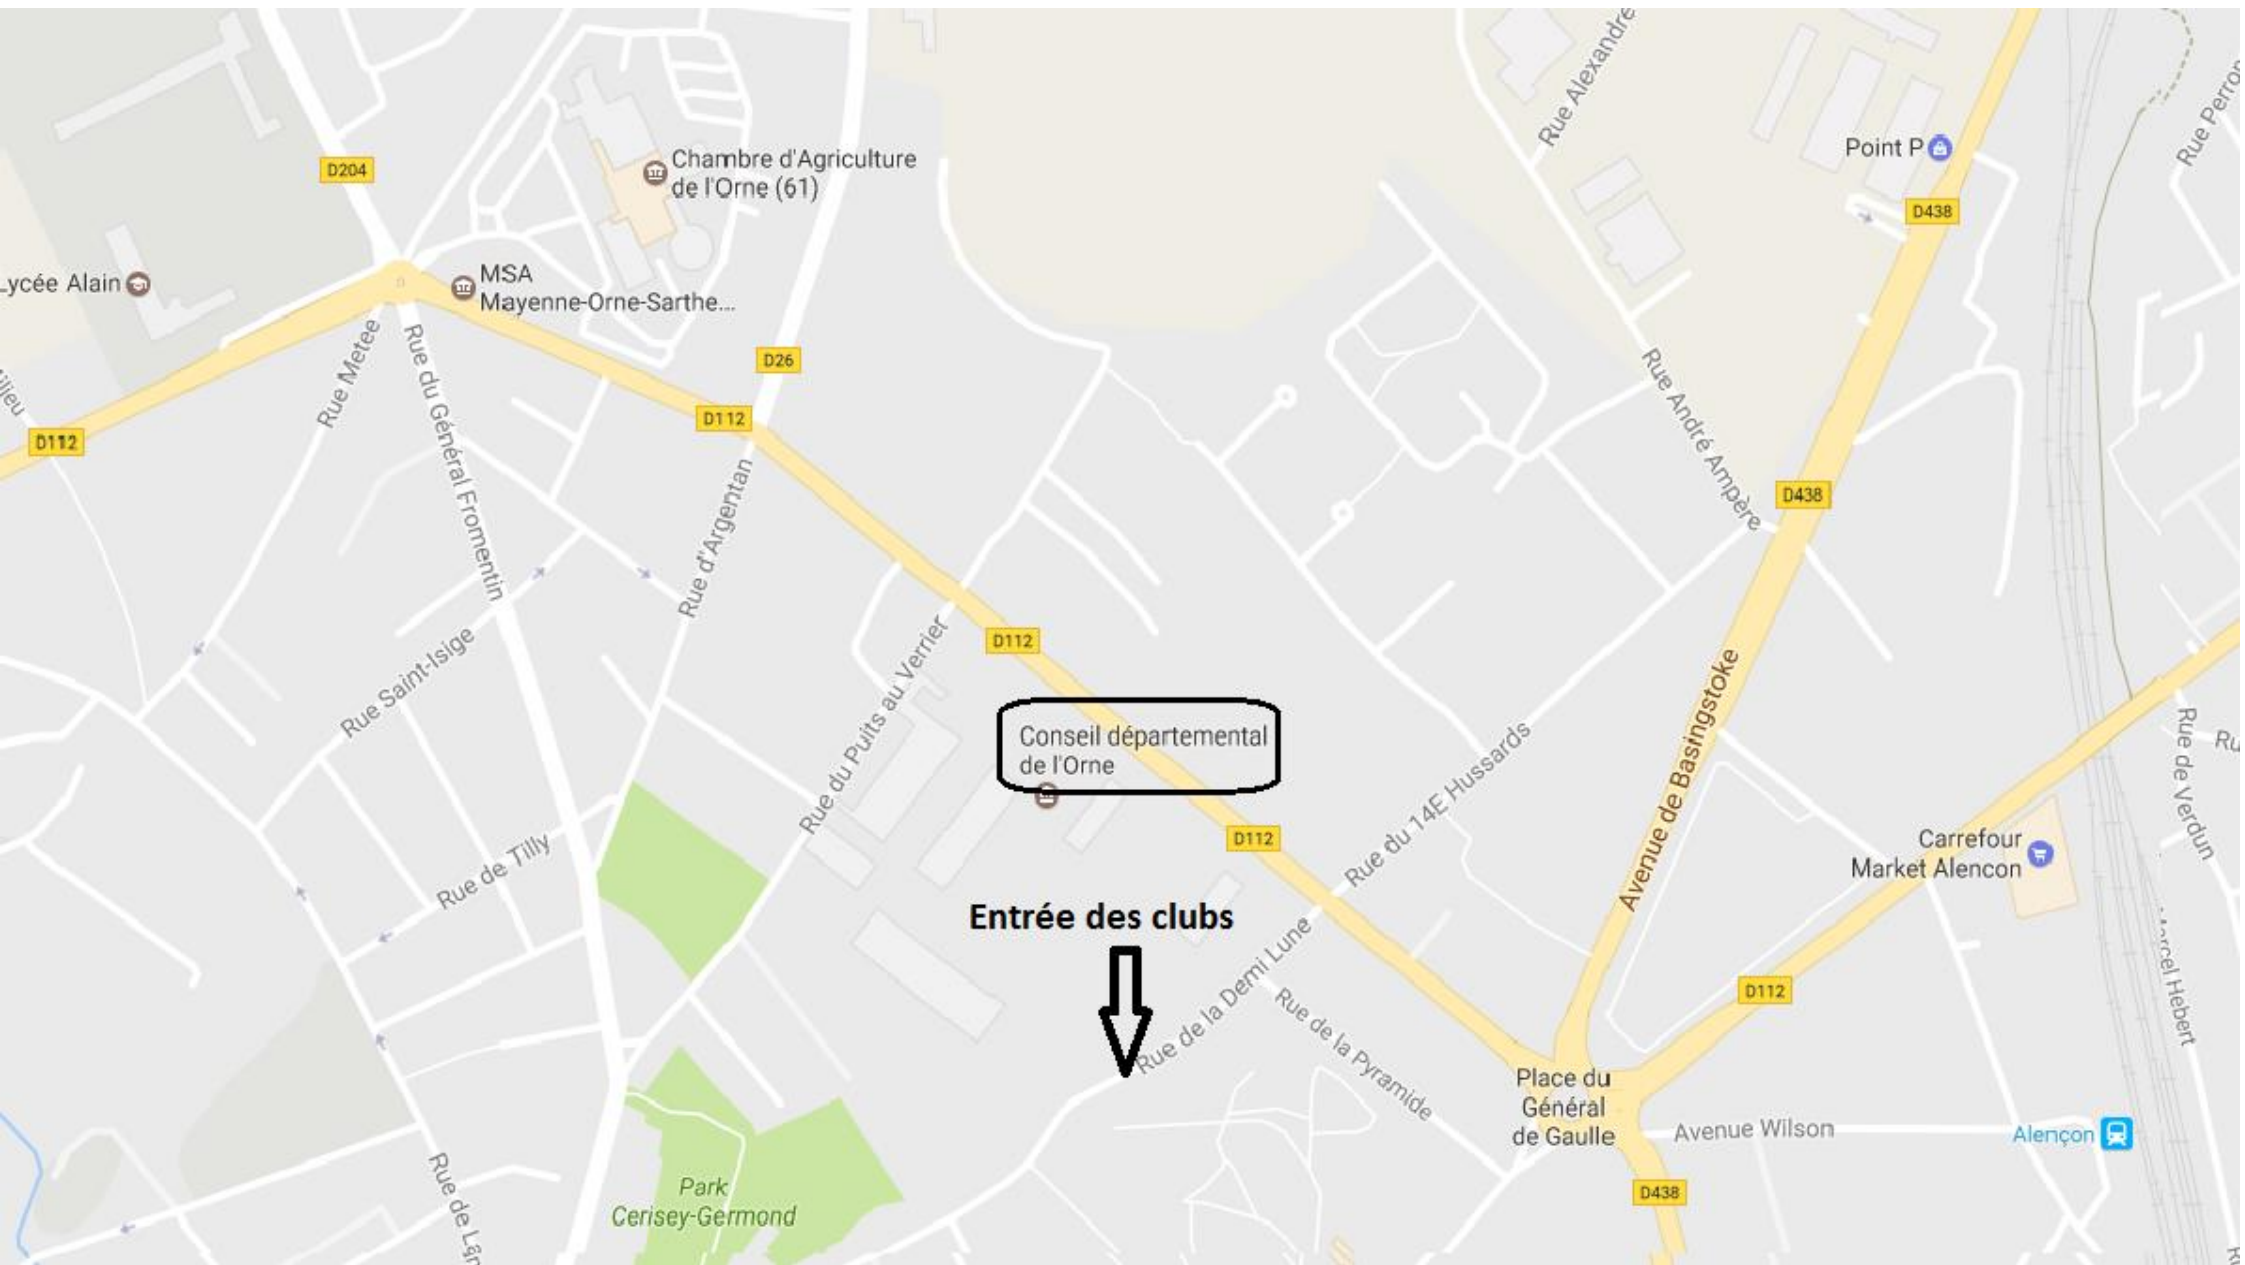 Rue Alexandre
Rue Perron
Point P
D204
Chambre d'Agriculture
de l'Orne (61)
D438
Lycée Alain
MSA
Mayenne-Orne-Sarthe...
Rue Metee
Rue du Général Fromentin
D26
Rue André Ampère
D112
D112
D438
Rue d'Argentan
Rue Saint-Isige
Rue du Puits au Verrier
D112
Avenue de Basingstoke
Conseil départemental
de l'Orne
Rue du 14E Hussards
Rue de Verdun
Ru
D112
Carrefour
Market Alencon
Rue de Tilly
Entrée des clubs
Rue de la Demi Lune
Rue de la Pyramide
D112
Marcel Hebert
Place du
Général
de Gaulle
Avenue Wilson
Alençon
Park
Cerisey-Germond
D438